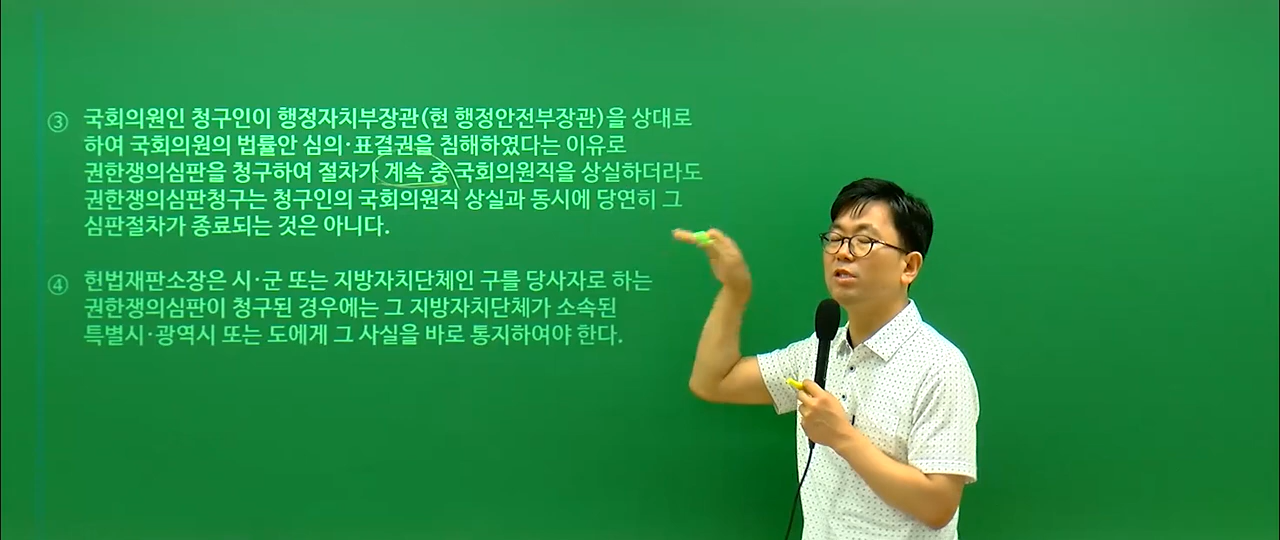 ③ 국회의원인 청구인이 행정자치부장관(현 행정안전부장관)을 상대로
하여 국회의원의 법률안 심의·표결권을 침해하였다는 이유로
권한쟁의심판을 청구하여 절차가 계속 중 국회의원직을 상실하더라도
권한쟁의심판청구는 청구인의 국회의원직 상실과 동시에 당연히 그
심판절차가 종료되는 것은 아니다.
④ 헌법재판소장은 시·군 또는 지방자치단체인 구를 당사자로 하는
권한쟁의심판이 청구된 경우에는 그 지방자치단체가 소속된
특별시·광역시 또는 도에게 그 사실을 바로 통지하여야 한다.